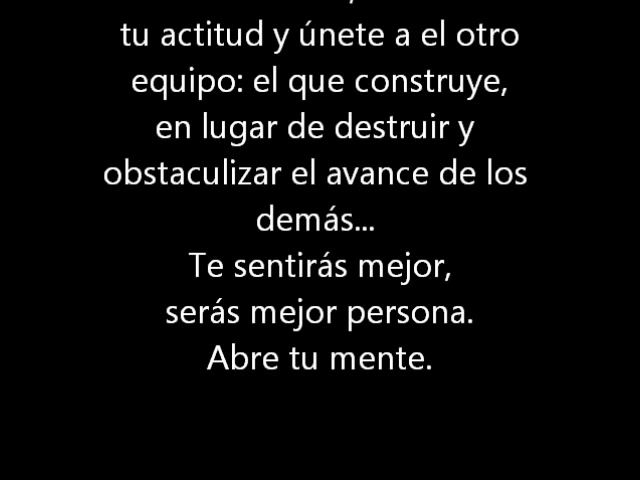 tu actitud y únete a el otro
equipo: el que construye,
en lugar de destruir y
obstaculizar el avance de los
demás...
Te sentirás mejor,
serás mejor persona.
Abre tu mente.